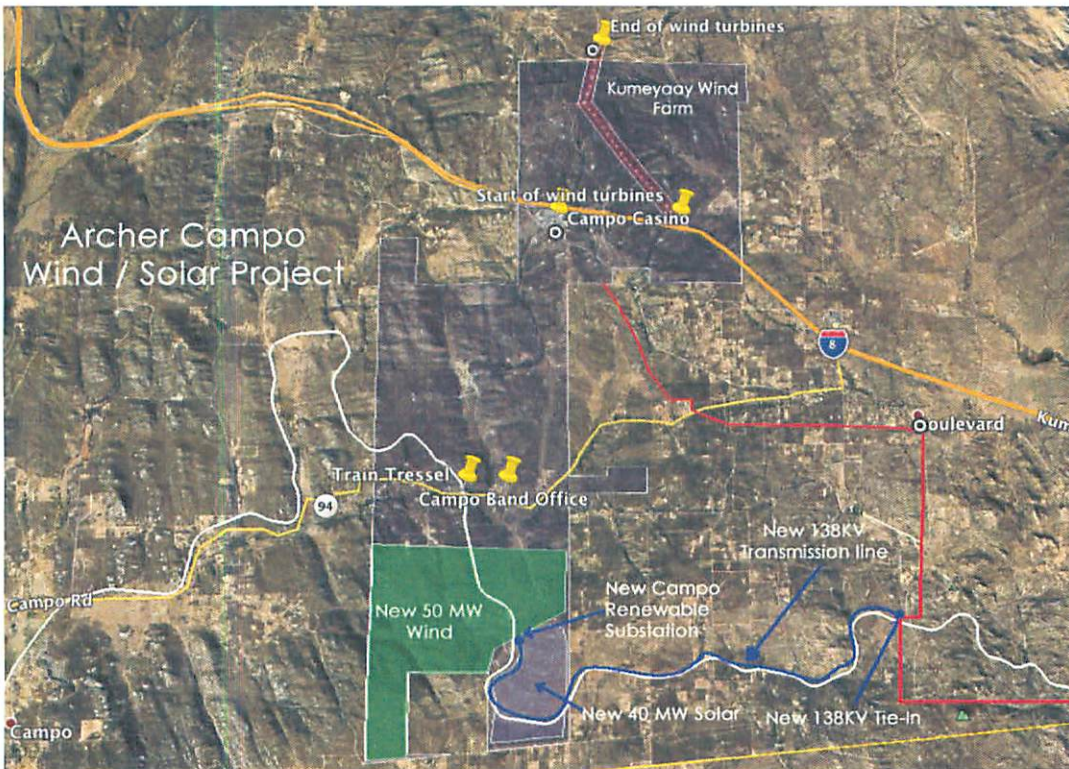 End of wind turbines
Kumeyaay Wind
Farm
Start of wind turbines
Campo Casino
Archer Campo
Wind / Solar Project
8
Boulevard
Kum
Train Tressel
Campo Band Office
94
New 138KV
Transmission line
Campo Rd
New 50 MW
Wind
New Campo
Renewable
Substation
New 40 MW Solar
New 138KV Tie-In
Campo